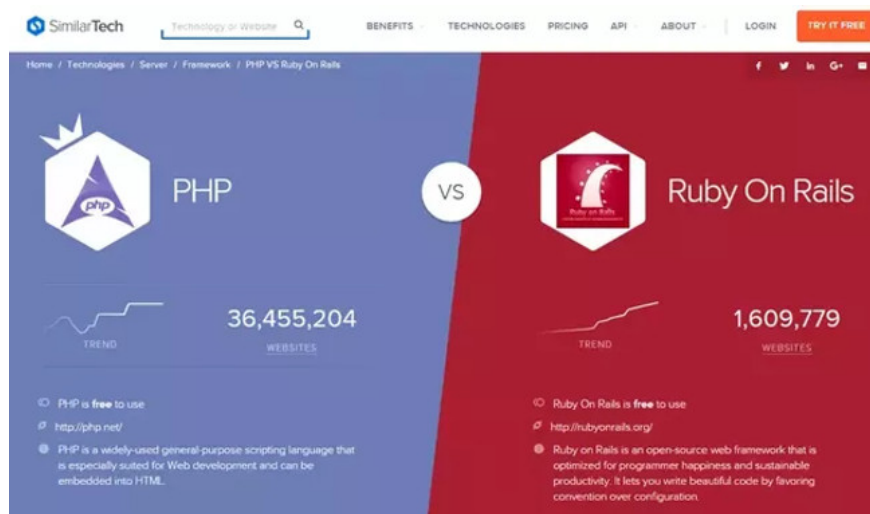 SimilarTech
Technology or Website
BENEFITS
TECHNOLOGIES
PRICING
API
ABOUT
LOGIN
TRY IT FREE
Home / Technologies / Server / Framework / PHP VS Ruby On Rails
f
in
G+
php
PHP
VS
Ruby on Rails
Ruby On Rails
TREND
36,455,204
WEBSITES
TREND
1,609,779
WEBSITES
PHP is free to use
http://php.net/
PHP is a widely-used general-purpose scripting language that
is especially suited for Web development and can be
embedded into HTML.
Ruby On Rails is free to use
http://rubyonrails.org/
Ruby on Rails is an open-source web framework that is
optimized for programmer happiness and sustainable
productivity. It lets you write beautiful code by favoring
convention over configuration.